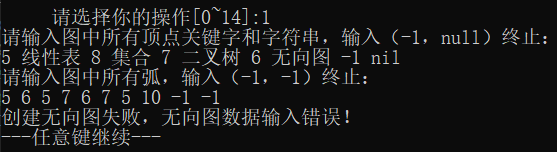 请选择你的操作[0~14]:1
请输入图中所有顶点关键字和字符串，输入（-1，null）终止：
5 线性表 8 集合 7 二叉树 6 无向图 -1 nil
请输入图中所有弧，输入（-1，-1）终止：
5 6 5 7 6 7 5 10 -1 -1
创建无向图失败，无向图数据输入错误！
---任意键继续---